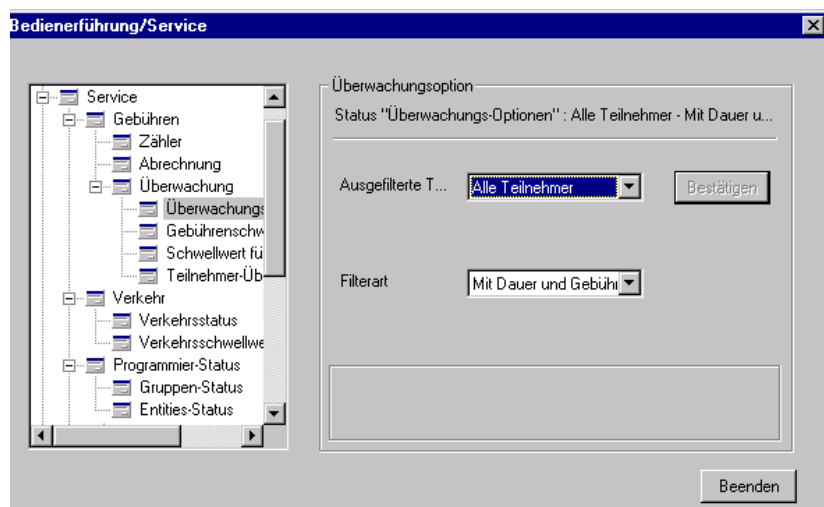 Bedienerführung/Service
Service
Gebühren
Zähler
Abrechnung
Überwachung
Überwachungs
Gebührenschw
Schwellwert fü
Teilnehmer-Üb
Verkehr
Verkehrsstatus
Verkehrsschwellwe
Programmier-Status
Gruppen-Status
Entities-Status
Überwachungsoption
Status "Überwachungs-Optionen" : Alle Teilnehmer - Mit Dauer u...
Ausgefilterte T... Alle Teilnehmer Bestätigen
Filterart Mit Dauer und Gebühr
Beenden